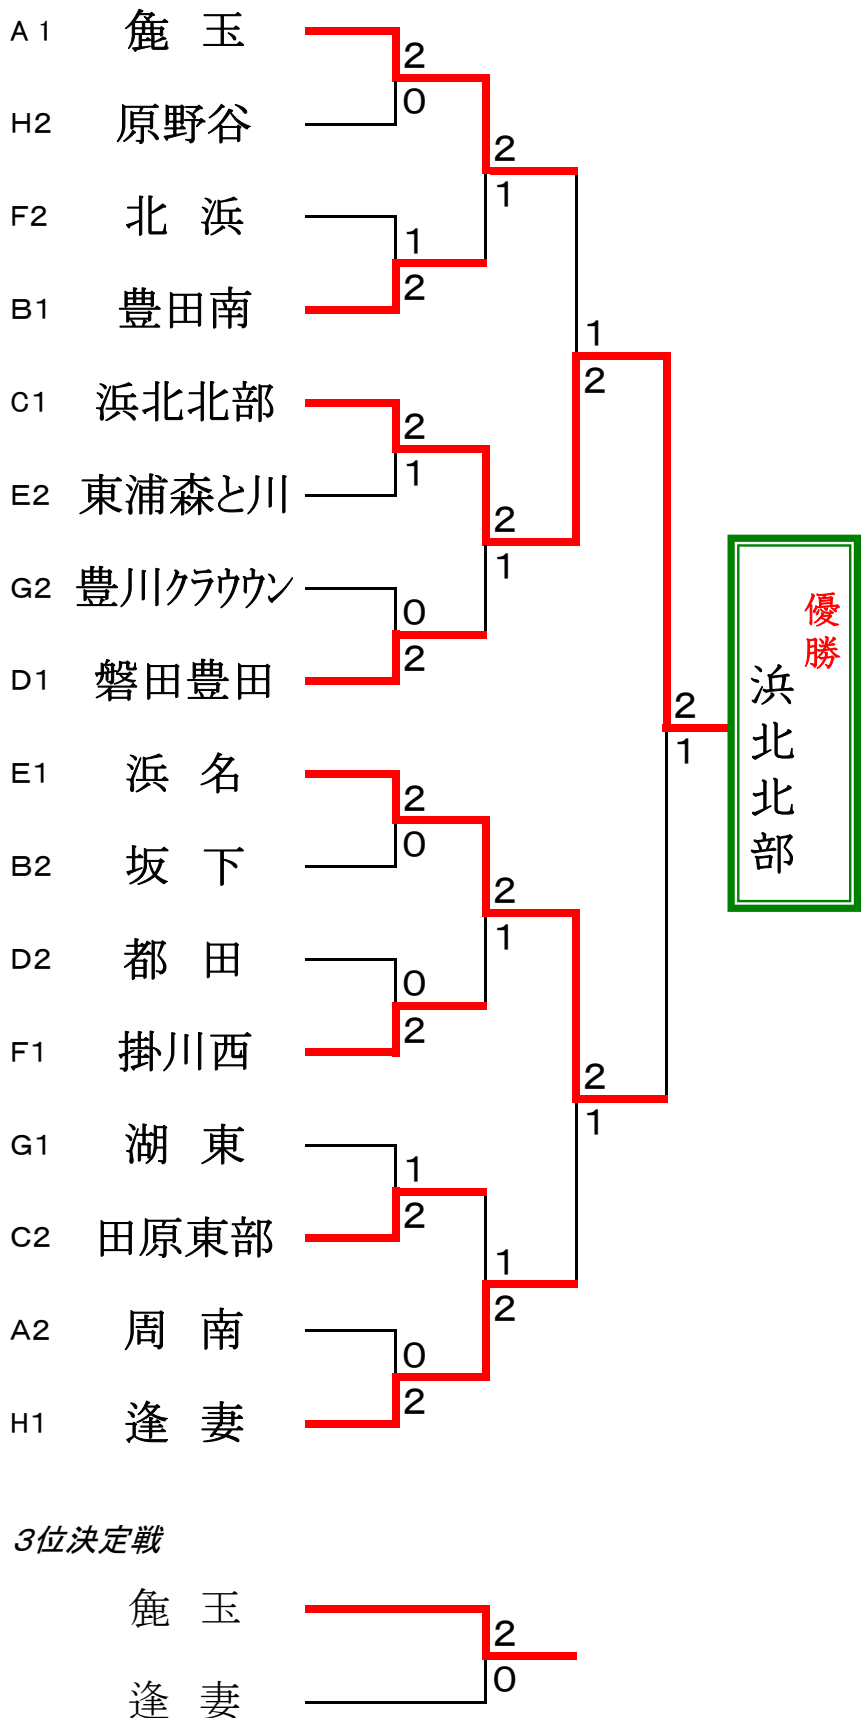 A1 麁 玉
2
0
H2 原野谷
2
1
F2 北 浜
1
2
B1 豊田南
1
2
C1 浜北北部
2
1
E2 東浦森と川
2
1
G2 豊川クラウウン
0
2
D1 磐田豊田
優勝
浜北北部
2
1
E1 浜 名
2
0
B2 坂 下
2
1
D2 都 田
0
2
F1 掛川西
2
1
G1 湖 東
1
2
C2 田原東部
1
2
A2 周 南
0
2
H1 逢 妻
3位決定戦
麁 玉
2
0
逢 妻